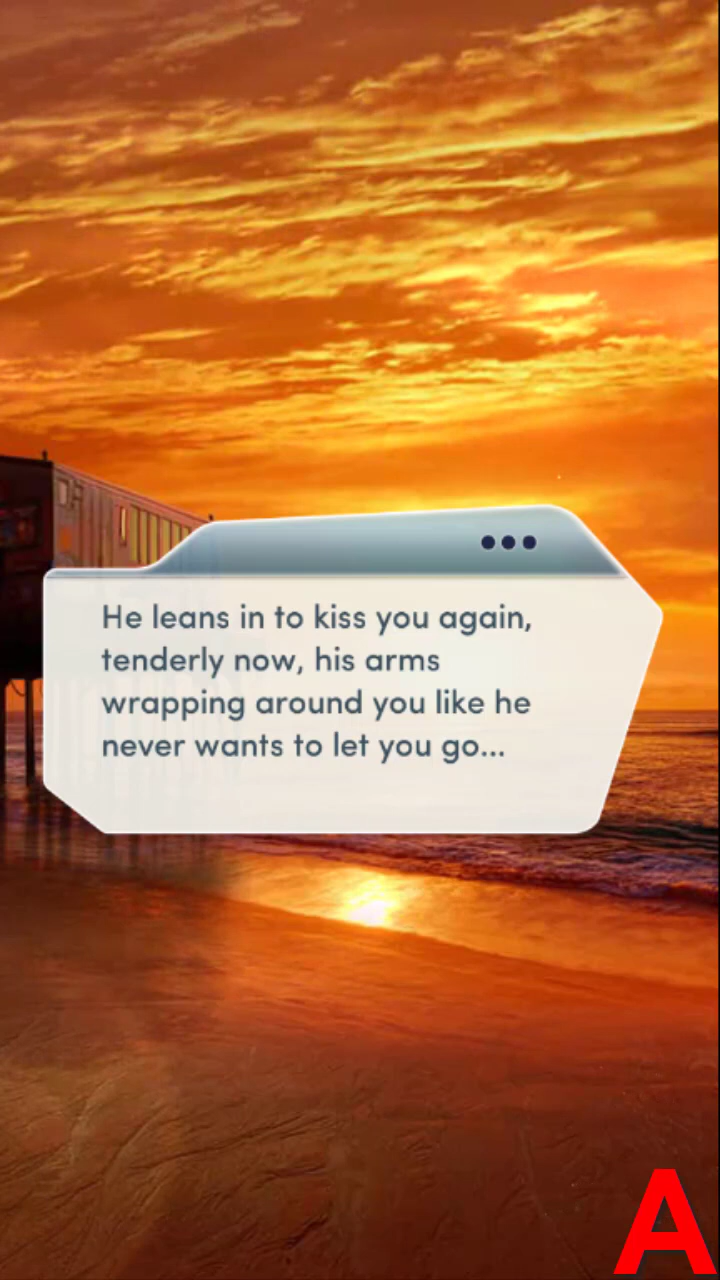 He leans in to kiss you again,
tenderly now, his arms
wrapping around you like he
never wants to let you go...
A